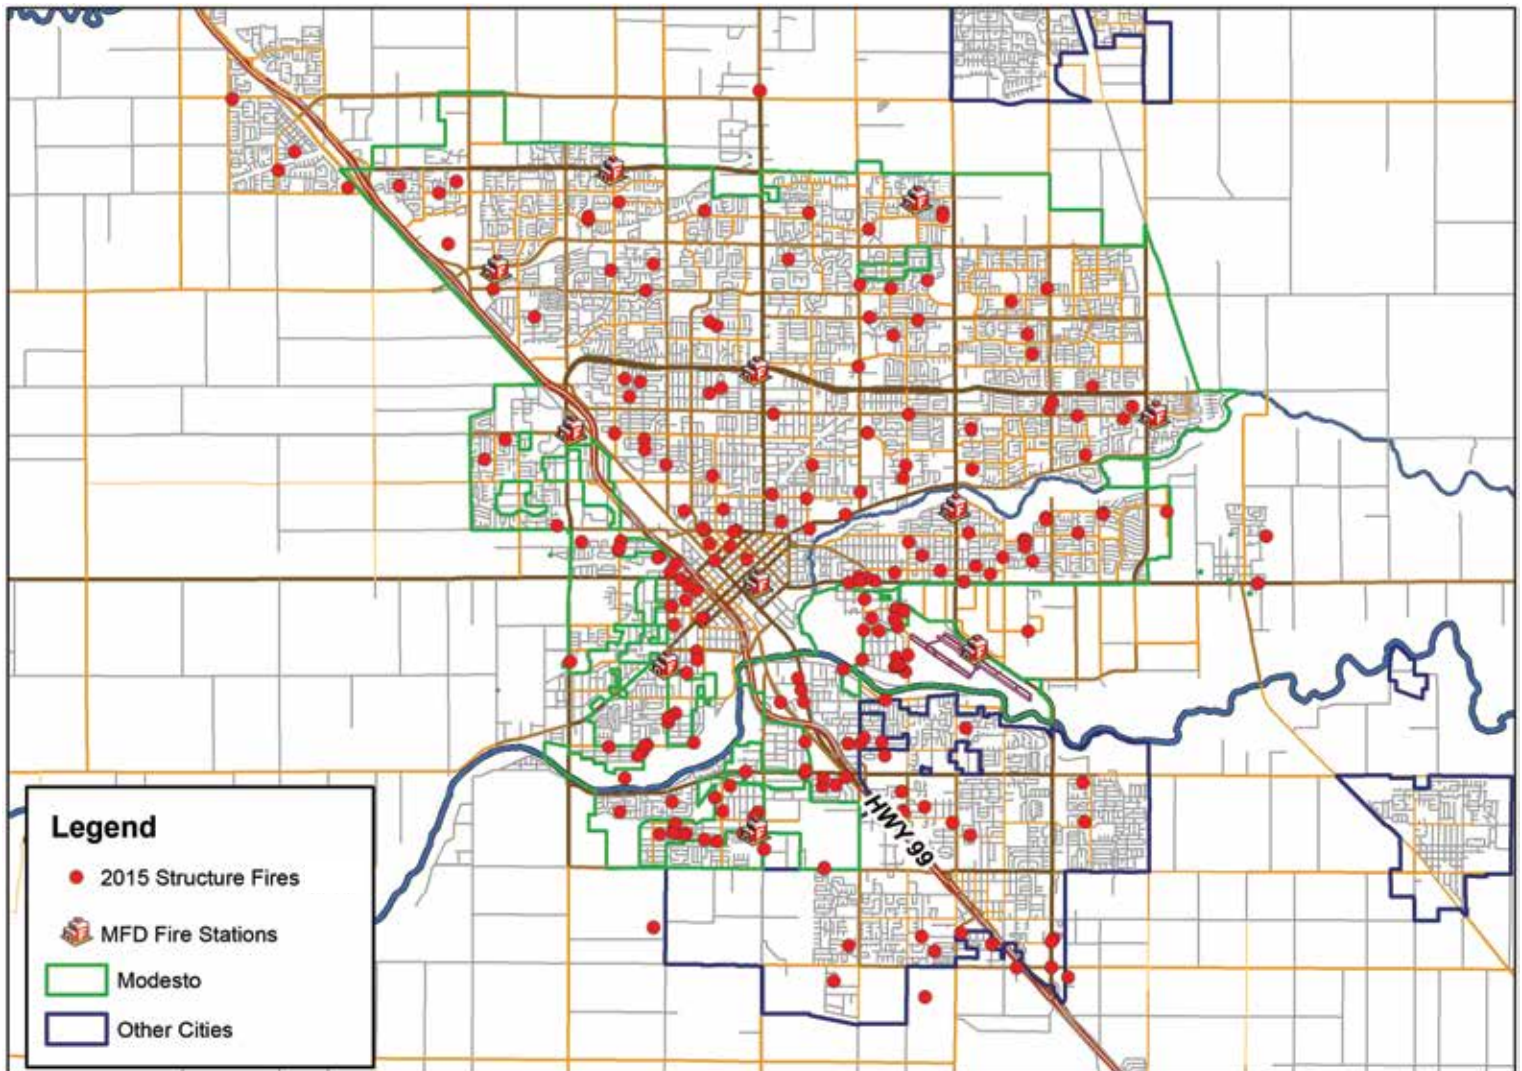 HWY 99
Legend
2015 Structure Fires
MFD Fire Stations
Modesto
Other Cities